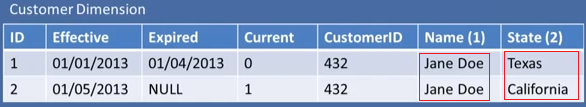 Customer Dimension
ID Effective Expired Current CustomerID Name (1) State (2)
1 01/01/2013 01/04/2013 0 432 Jane Doe Texas
2 01/05/2013 NULL 1 432 Jane Doe California